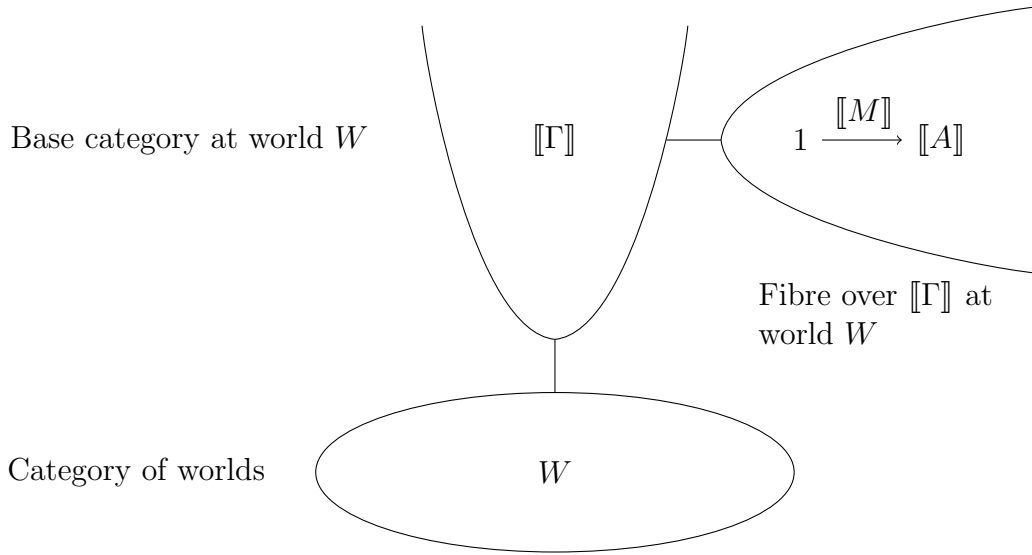 Base category at world W
⟦Γ⟧
1
⟦M⟧
⟦A⟧
Fibre over ⟦Γ⟧ at
world W
Category of worlds
W